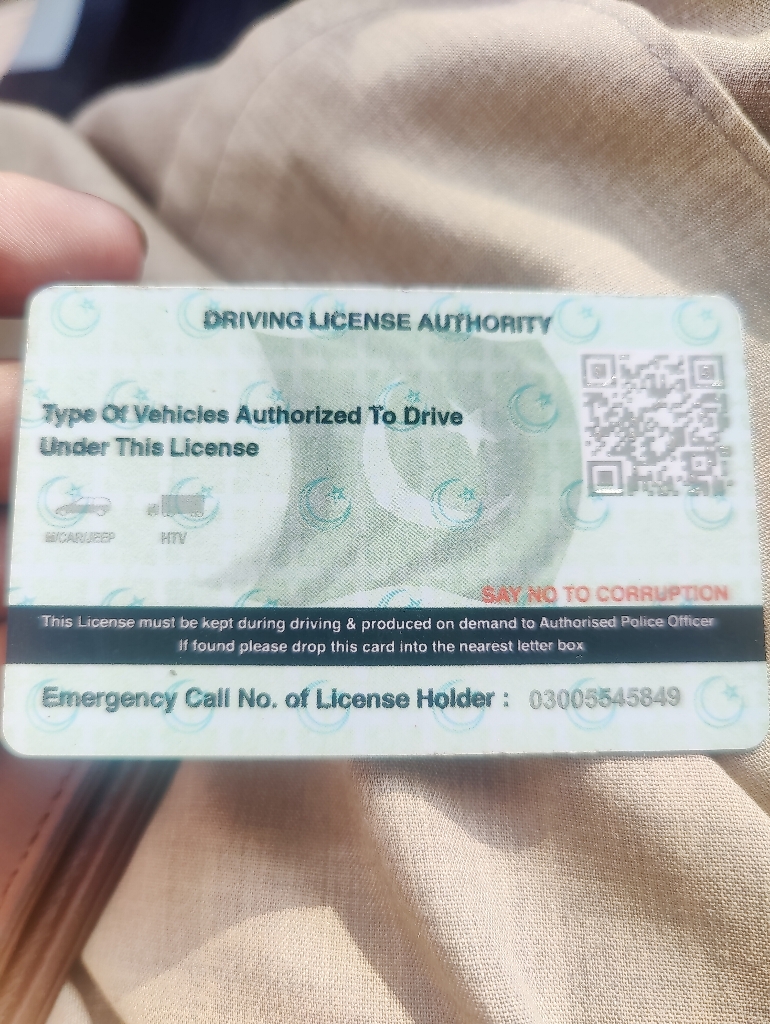 DRIVING LICENSE AUTHORITY
Type Of Vehicles Authorized To Drive
Under This License
M/CAR/JEEP HTV
SAY NO TO CORRUPTION
This License must be kept during driving & produced on demand to Authorised Police Officer
If found please drop this card into the nearest letter box
Emergency Call No. of License Holder : 03005545849